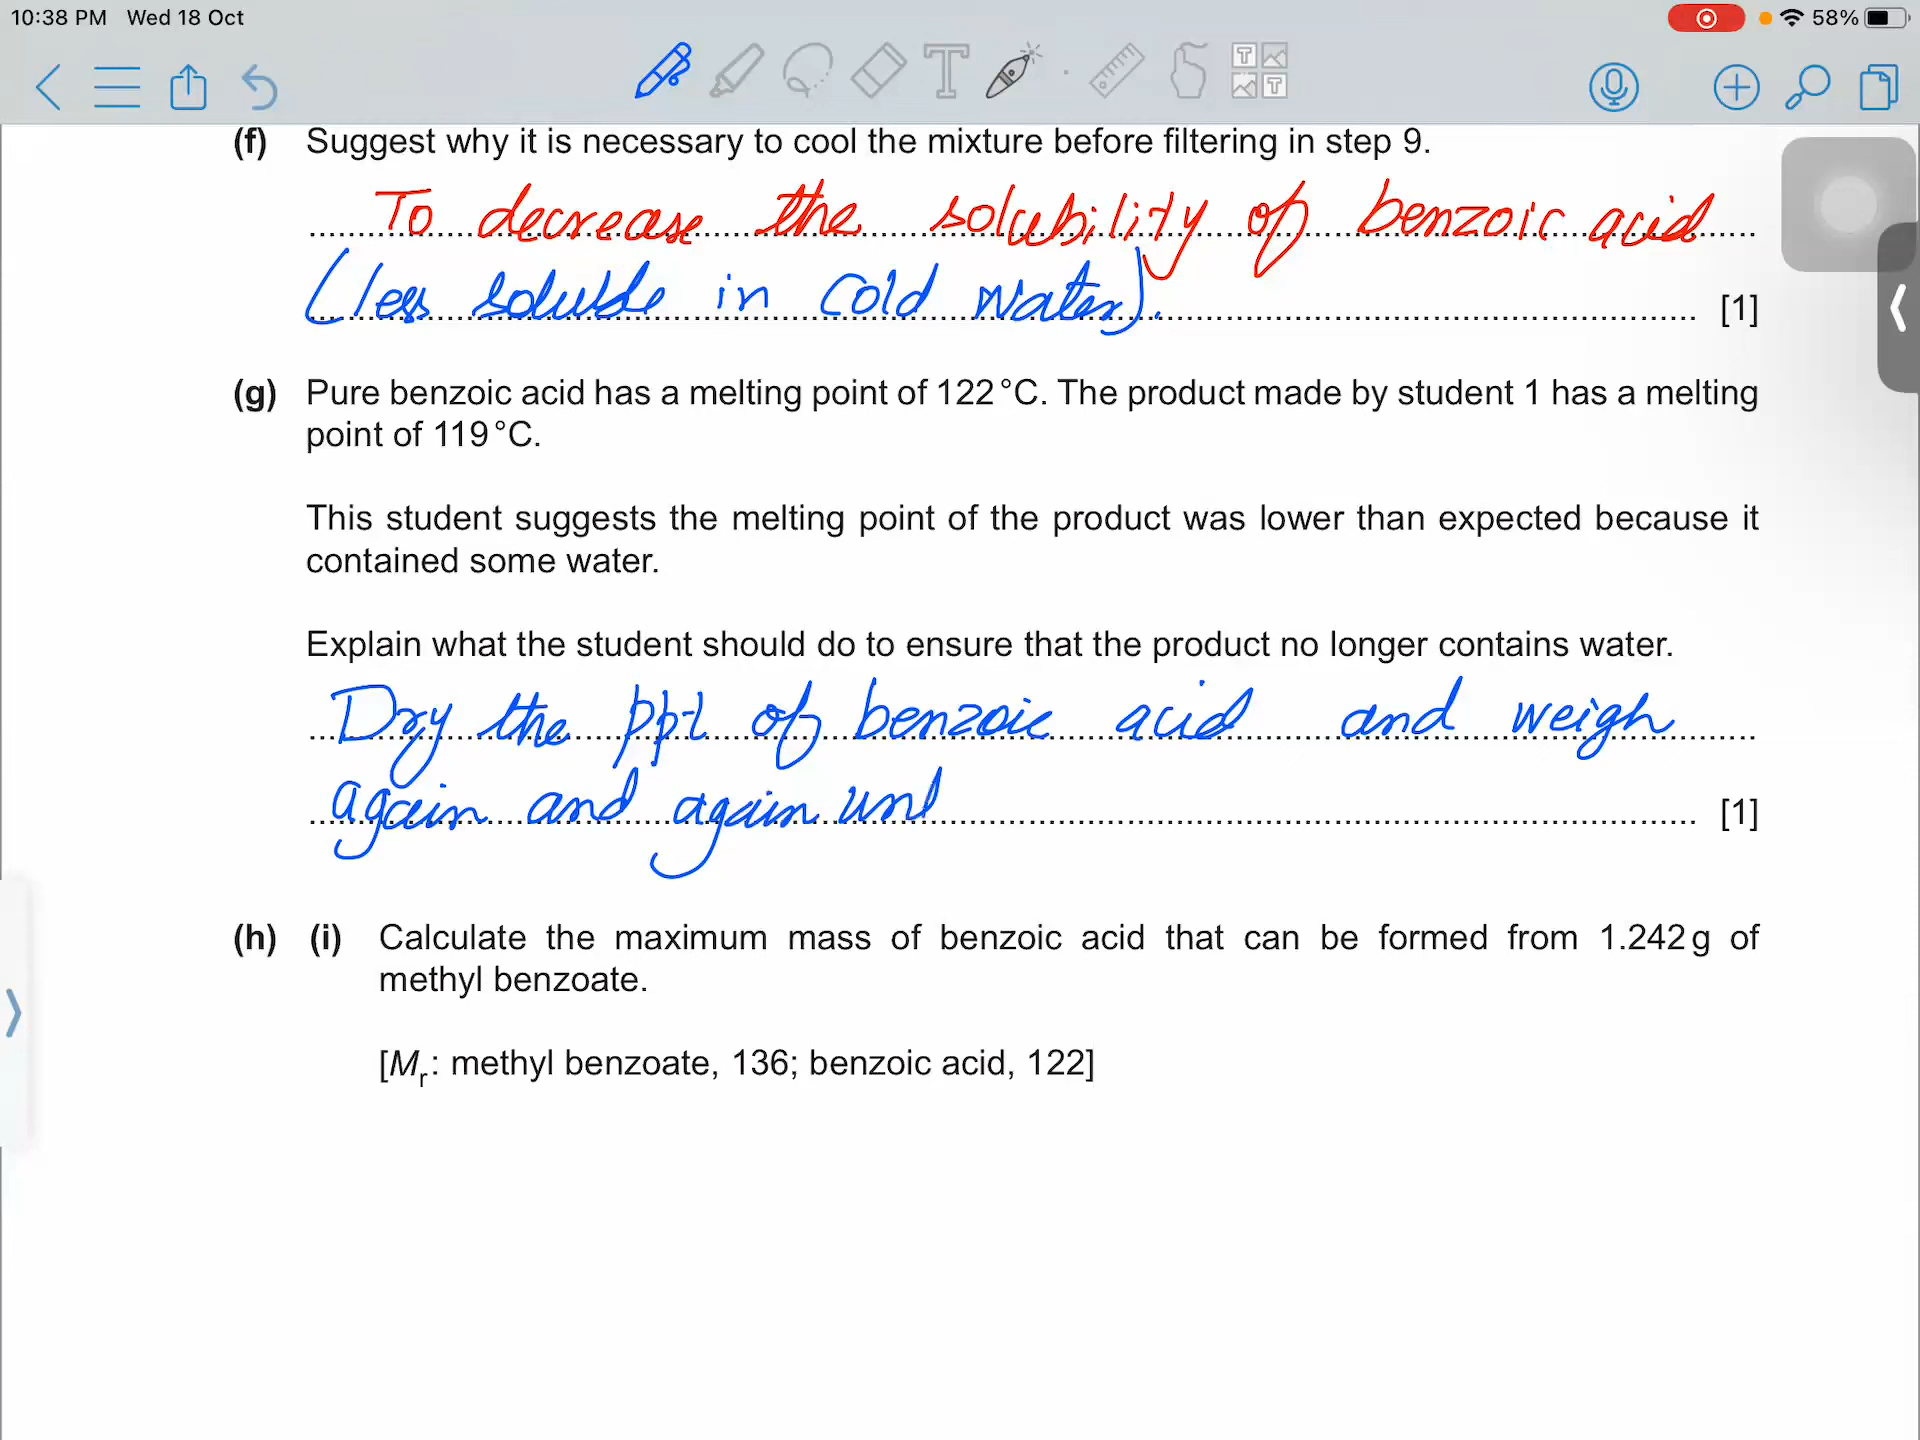 10:38 PM Wed 18 Oct 58%
(f) Suggest why it is necessary to cool the mixture before filtering in step 9.
To decrease the solubility of benzoic acid
(less soluble in cold water). [1]
(g) Pure benzoic acid has a melting point of 122 °C. The product made by student 1 has a melting
point of 119 °C.
This student suggests the melting point of the product was lower than expected because it
contained some water.
Explain what the student should do to ensure that the product no longer contains water.
Dry the ppt of benzoic acid and weigh
again and again unt [1]
(h) (i) Calculate the maximum mass of benzoic acid that can be formed from 1.242 g of
methyl benzoate.
[Mr: methyl benzoate, 136; benzoic acid, 122]